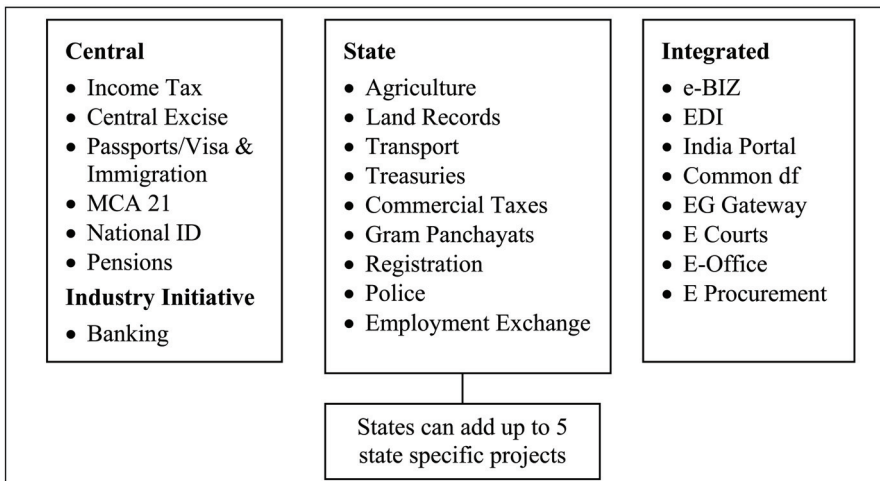 Central
• Income Tax
• Central Excise
• Passports/Visa &
Immigration
• MCA 21
• National ID
• Pensions
Industry Initiative
• Banking
State
• Agriculture
• Land Records
• Transport
• Treasuries
• Commercial Taxes
• Gram Panchayats
• Registration
• Police
• Employment Exchange
States can add up to 5
state specific projects
Integrated
• e-BIZ
• EDI
• India Portal
• Common df
• EG Gateway
• E Courts
• E-Office
• E Procurement